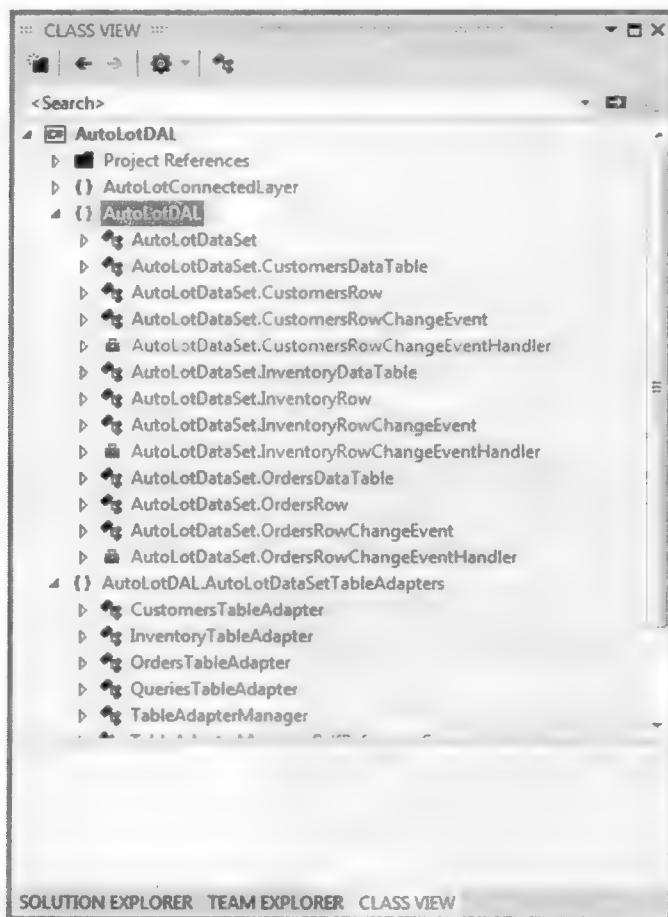 CLASS VIEW
<Search>
AutoLotDAL
Project References
{} AutoLotConnectedLayer
{} AutoLotDAL
AutoLotDataSet
AutoLotDataSet.CustomersDataTable
AutoLotDataSet.CustomersRow
AutoLotDataSet.CustomersRowChangeEvent
AutoLotDataSet.CustomersRowChangeEventHandler
AutoLotDataSet.InventoryDataTable
AutoLotDataSet.InventoryRow
AutoLotDataSet.InventoryRowChangeEvent
AutoLotDataSet.InventoryRowChangeEventHandler
AutoLotDataSet.OrdersDataTable
AutoLotDataSet.OrdersRow
AutoLotDataSet.OrdersRowChangeEvent
AutoLotDataSet.OrdersRowChangeEventHandler
{} AutoLotDAL.AutoLotDataSetTableAdapters
CustomersTableAdapter
InventoryTableAdapter
OrdersTableAdapter
QueriesTableAdapter
TableAdapterManager
SOLUTION EXPLORER TEAM EXPLORER CLASS VIEW